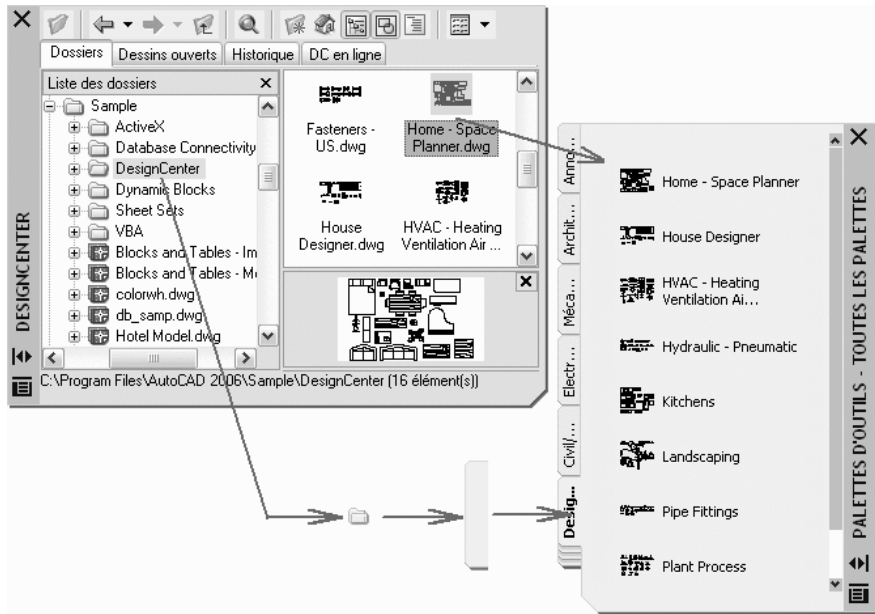 Dossiers Dessins ouverts Historique DC en ligne
Liste des dossiers
Sample
ActiveX
Database Connectivity
DesignCenter
Dynamic Blocks
Sheet Sets
VBA
Blocks and Tables - Im
Blocks and Tables - M
colorwh.dwg
db_samp.dwg
Hotel Model.dwg
Fasteners -
US.dwg
Home - Space
Planner.dwg
House
Designer.dwg
HVAC - Heating
Ventilation Air ...
C:\Program Files\AutoCAD 2006\Sample\DesignCenter (16 élément(s))
DESIGNCENTER
Anno...
Archit...
Méca...
Electr...
Civil/...
Desig...
Home - Space Planner
House Designer
HVAC - Heating
Ventilation Ai...
Hydraulic - Pneumatic
Kitchens
Landscaping
Pipe Fittings
Plant Process
PALETTES D'OUTILS - TOUTES LES PALETTES